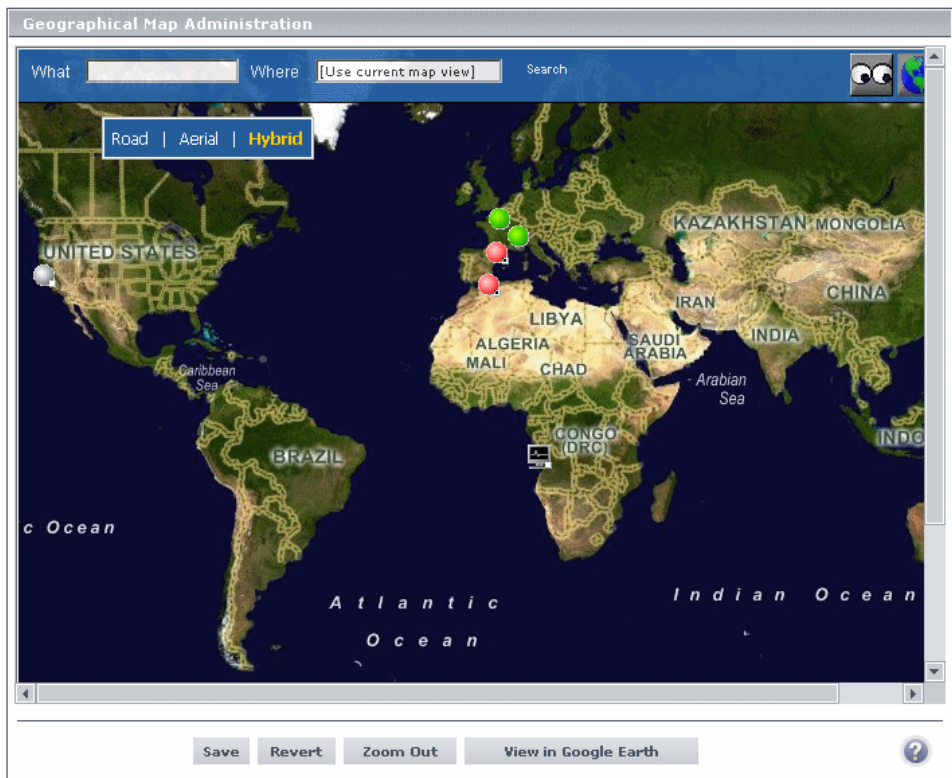 Geographical Map Administration
What Where [Use current map view] Search
Road | Aerial | Hybrid
KAZAKHSTAN MONGOLIA
UNITED STATES
IRAN CHINA
LIBYA
ALGERIA SAUDI ARABIA INDIA
MALI CHAD
Caribbean Sea
Arabian Sea
CONGO (DRC)
BRAZIL INDO
c Ocean
Atlantic Ocean
Indian Ocean
Save Revert Zoom Out View in Google Earth ?